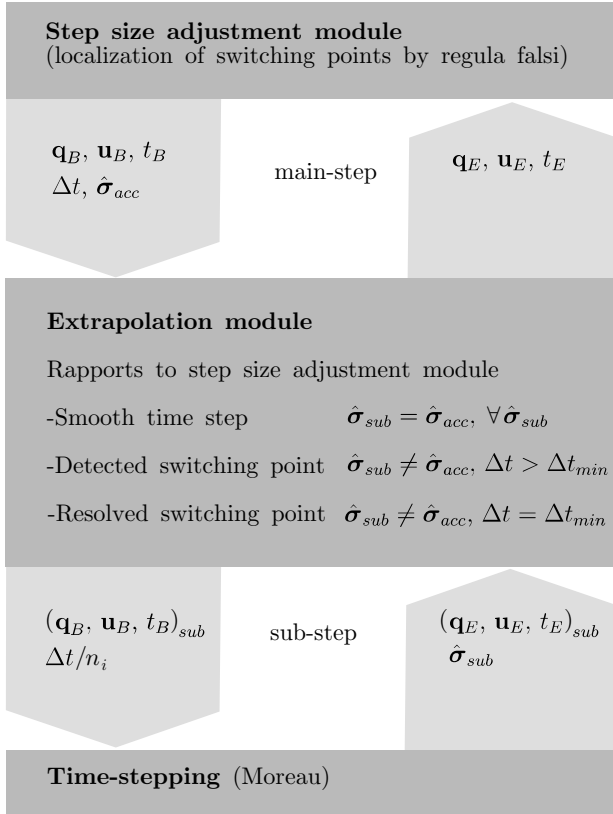 Step size adjustment module
(localization of switching points by regula falsi)
q_B, u_B, t_B
Δt, σ̂_acc
main-step
q_E, u_E, t_E
Extrapolation module
Rapports to step size adjustment module
-Smooth time step σ̂_sub = σ̂_acc, ∀σ̂_sub
-Detected switching point σ̂_sub ≠ σ̂_acc, Δt > Δt_min
-Resolved switching point σ̂_sub ≠ σ̂_acc, Δt = Δt_min
(q_B, u_B, t_B)_sub
Δt/n_i
sub-step
(q_E, u_E, t_E)_sub
σ̂_sub
Time-stepping (Moreau)